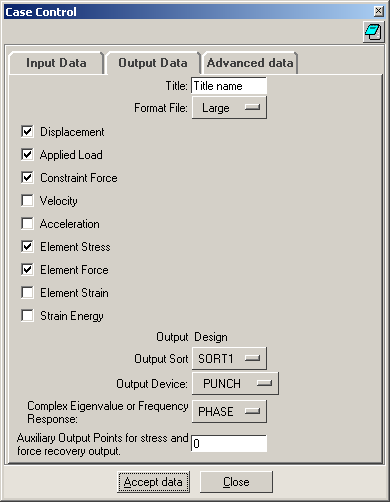 Case Control
Input Data
Output Data
Advanced data
Title: Title name
Format File: Large
Displacement
Applied Load
Constraint Force
Velocity
Acceleration
Element Stress
Element Force
Element Strain
Strain Energy
Output Design
Output Sort SORT1
Output Device: PUNCH
Complex Eigenvalue or Frequency
Response: PHASE
Auxiliary Output Points for stress and
force recovery output. 0
Accept data
Close